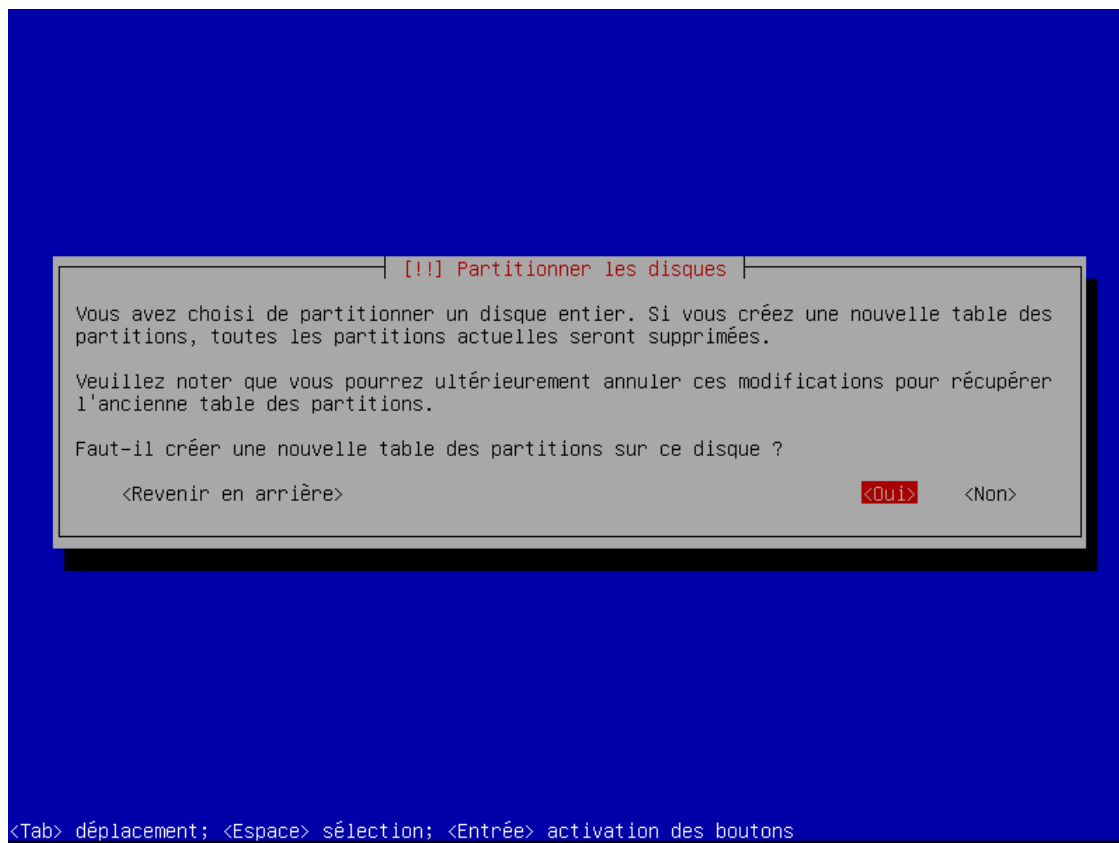 [!!] Partitionner les disques
Vous avez choisi de partitionner un disque entier. Si vous créez une nouvelle table des
partitions, toutes les partitions actuelles seront supprimées.
Veuillez noter que vous pourrez ultérieurement annuler ces modifications pour récupérer
l'ancienne table des partitions.
Faut-il créer une nouvelle table des partitions sur ce disque ?
<Revenir en arrière> <Oui> <Non>
<Tab> déplacement; <Espace> sélection; <Entrée> activation des boutons